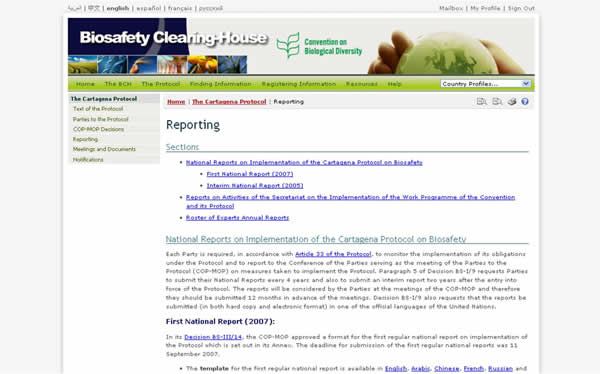 العربية | 中文 | english | español | français | русский
Mailbox | My Profile | Sign Out
Biosafety Clearing-House
Convention on
Biological Diversity
Home The BCH The Protocol Finding Information Registering Information Resources Help Country Profiles...
The Cartagena Protocol
Text of the Protocol
Parties to the Protocol
COP-MOP Decisions
Reporting
Meetings and Documents
Notifications
Home | The Cartagena Protocol | Reporting
Reporting
Sections
• National Reports on Implementation of the Cartagena Protocol on Biosafety
• First National Report (2007)
• Interim National Report (2005)
• Reports on Activities of the Secretariat on the Implementation of the Work Programme of the Convention
and its Protocol
• Roster of Experts Annual Reports
National Reports on Implementation of the Cartagena Protocol on Biosafety
Each Party is required, in accordance with Article 33 of the Protocol, to monitor the implementation of its obligations
under the Protocol and to report to the Conference of the Parties serving as the meeting of the Parties to the
Protocol (COP-MOP) on measures taken to implement the Protocol. Paragraph 5 of Decision BS-I/9 requests Parties
to submit their National Reports every 4 years and also to submit an interim report two years after the entry into
force of the Protocol. The reports will be considered by the Parties at the meetings of the COP-MOP and therefore
they should be submitted 12 months in advance of the meetings. Decision BS-I/9 also requests that the reports be
submitted (in both hard copy and electronic format) in one of the official languages of the United Nations.
First National Report (2007):
In its Decision BS-III/14, the COP-MOP approved a format for the first regular national report on implementation of
the Protocol which is set out in its Annex. The deadline for submission of the first regular national reports was 11
September 2007.
• The template for the first regular national report is available in English, Arabic, Chinese, French, Russian and